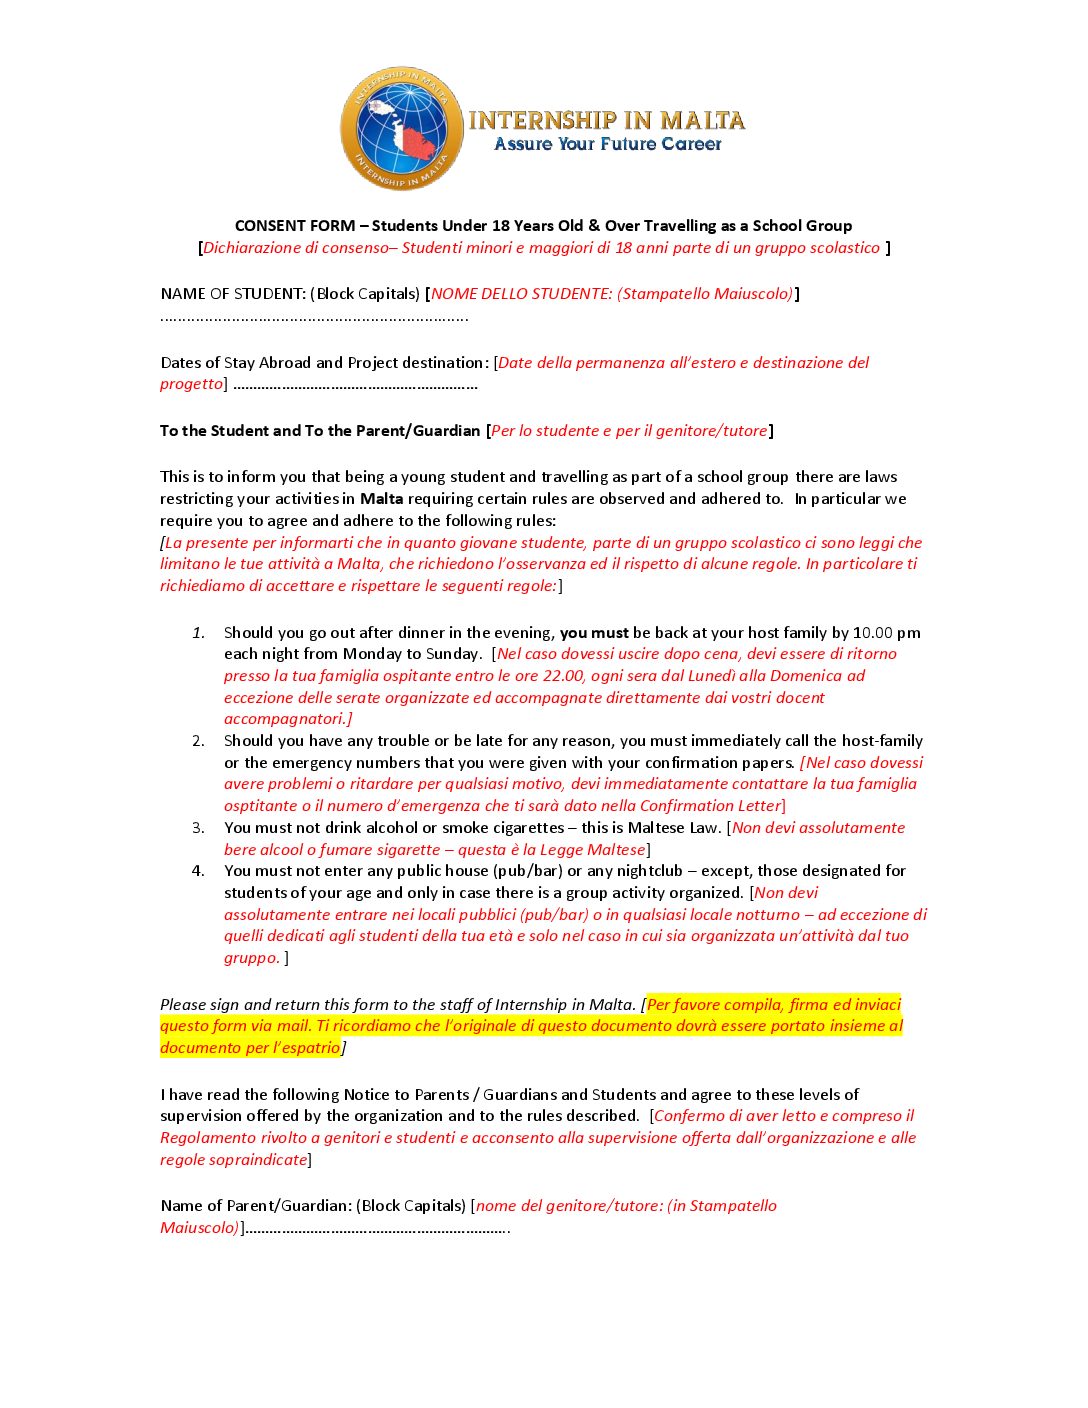 INTERNSHIP IN MALTA
INTERNSHIP IN MALTA
INTERNSHIP IN MALTA
Assure Your Future Career
CONSENT FORM – Students Under 18 Years Old & Over Travelling as a School Group
[Dichiarazione di consenso– Studenti minori e maggiori di 18 anni parte di un gruppo scolastico ]
NAME OF STUDENT: (Block Capitals) [NOME DELLO STUDENTE: (Stampatello Maiuscolo)]
.....................................................................
Dates of Stay Abroad and Project destination: [Date della permanenza all’estero e destinazione del
progetto] ……………………………………………………
To the Student and To the Parent/Guardian [Per lo studente e per il genitore/tutore]
This is to inform you that being a young student and travelling as part of a school group there are laws
restricting your activities in Malta requiring certain rules are observed and adhered to.  In particular we
require you to agree and adhere to the following rules:
[La presente per informarti che in quanto giovane studente, parte di un gruppo scolastico ci sono leggi che
limitano le tue attività a Malta, che richiedono l’osservanza ed il rispetto di alcune regole. In particolare ti
richiediamo di accettare e rispettare le seguenti regole:]
1. Should you go out after dinner in the evening, you must be back at your host family by 10.00 pm
each night from Monday to Sunday.  [Nel caso dovessi uscire dopo cena, devi essere di ritorno
presso la tua famiglia ospitante entro le ore 22.00, ogni sera dal Lunedì alla Domenica ad
eccezione delle serate organizzate ed accompagnate direttamente dai vostri docent
accompagnatori.]
2. Should you have any trouble or be late for any reason, you must immediately call the host-family
or the emergency numbers that you were given with your confirmation papers. [Nel caso dovessi
avere problemi o ritardare per qualsiasi motivo, devi immediatamente contattare la tua famiglia
osptitante o il numero d’emergenza che ti sarà dato nella Confirmation Letter]
3. You must not drink alcohol or smoke cigarettes – this is Maltese Law. [Non devi assolutamente
bere alcool o fumare sigarette – questa è la Legge Maltese]
4. You must not enter any public house (pub/bar) or any nightclub – except, those designated for
students of your age and only in case there is a group activity organized. [Non devi
assolutamente entrare nei locali pubblici (pub/bar) o in qualsiasi locale notturno – ad eccezione di
quelli dedicati agli studenti della tua età e solo nel caso in cui sia organizzata un’attività dal tuo
gruppo. ]
Please sign and return this form to the staff of Internship in Malta. [Per favore compila, firma ed inviaci
questo form via mail. Ti ricordiamo che l’originale di questo documento dovrà essere portato insieme al
documento per l’espatrio]
I have read the following Notice to Parents / Guardians and Students and agree to these levels of
supervision offered by the organization and to the rules described.  [Confermo di aver letto e compreso il
Regolamento rivolto a genitori e studenti e acconsento alla supervisione offerta dall’organizzazione e alle
regole sopraindicate]
Name of Parent/Guardian: (Block Capitals) [nome del genitore/tutore: (in Stampatello
Maiuscolo)]…………………………………………………………